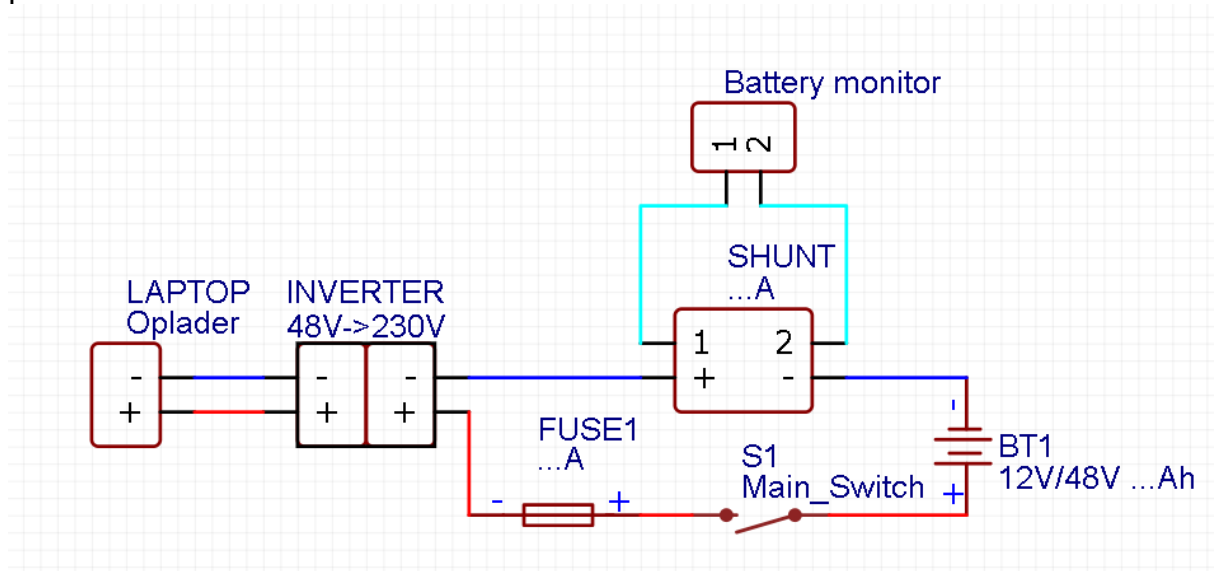 Battery monitor
1 2
SHUNT
...A
1 2
+ -
LAPTOP
Oplader
INVERTER
48V->230V
- - -
+ + +
FUSE1
...A
- +
S1
Main_Switch
-
BT1
12V/48V ...Ah
+